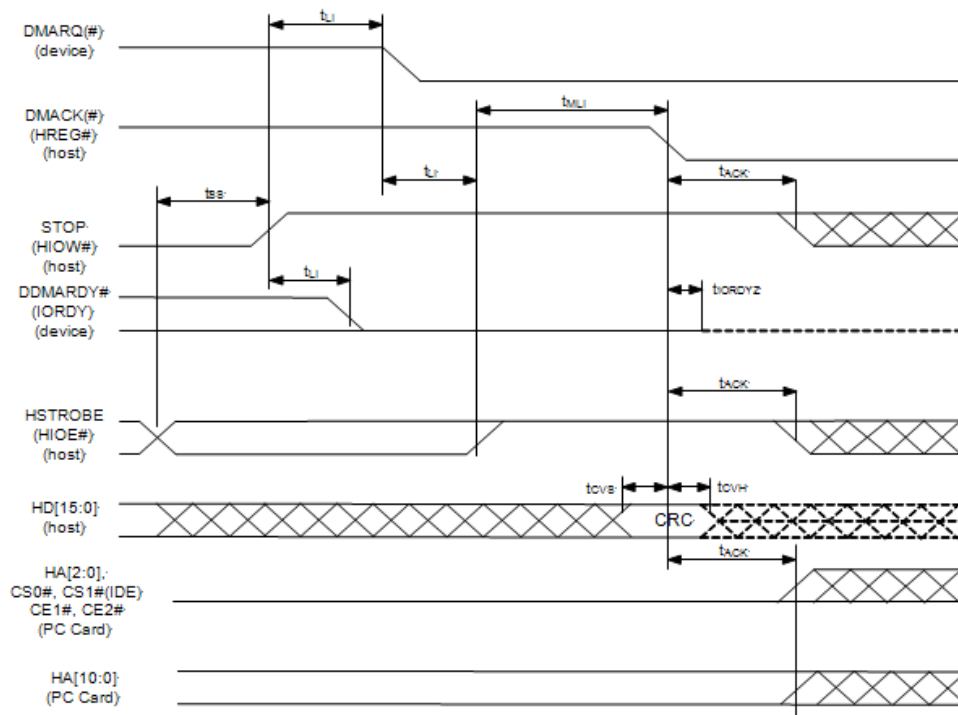 tLI
DMARQ(#)
(device)
tMLI
DMACK(#)
(HREG#)
(host)
tLI
tACK
tSS
STOP
(HIOW#)
(host)
tLI
DDMARDY#
(IORDY)
(device)
tIORDYZ
tACK
HSTROBE
(HIOE#)
(host)
tCVS
tCVH
HD[15:0]
(host)
CRC
tACK
HA[2:0],
CS0#, CS1#(IDE)
CE1#, CE2#
(PC Card)
HA[10:0]
(PC Card)